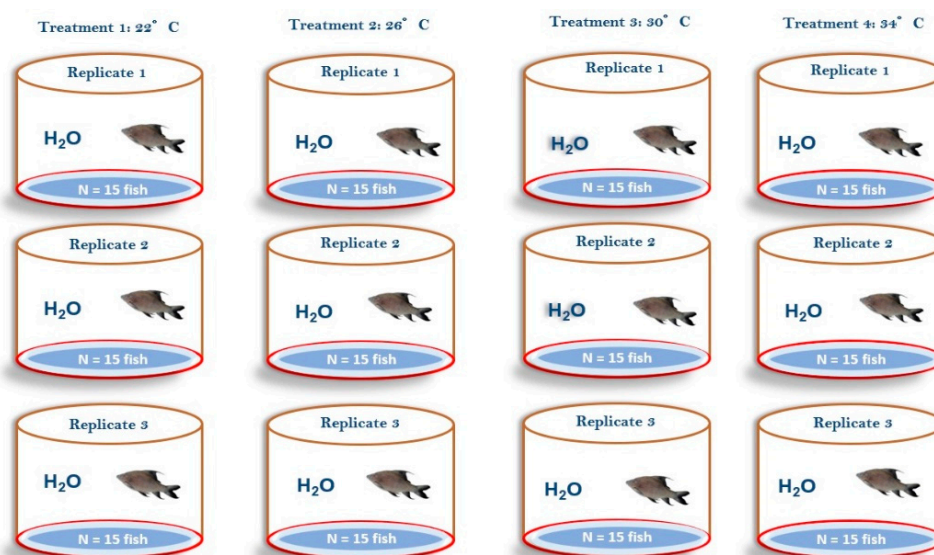 Treatment 1: 22° C
Treatment 2: 26° C
Treatment 3: 30° C
Treatment 4: 34° C
Replicate 1
Replicate 1
Replicate 1
Replicate 1
H₂O
H₂O
H₂O
H₂O
N = 15 fish
N = 15 fish
N = 15 fish
N = 15 fish
Replicate 2
Replicate 2
Replicate 2
Replicate 2
H₂O
H₂O
H₂O
H₂O
N = 15 fish
N = 15 fish
N = 15 fish
N = 15 fish
Replicate 3
Replicate 3
Replicate 3
Replicate 3
H₂O
H₂O
H₂O
H₂O
N = 15 fish
N = 15 fish
N = 15 fish
N = 15 fish